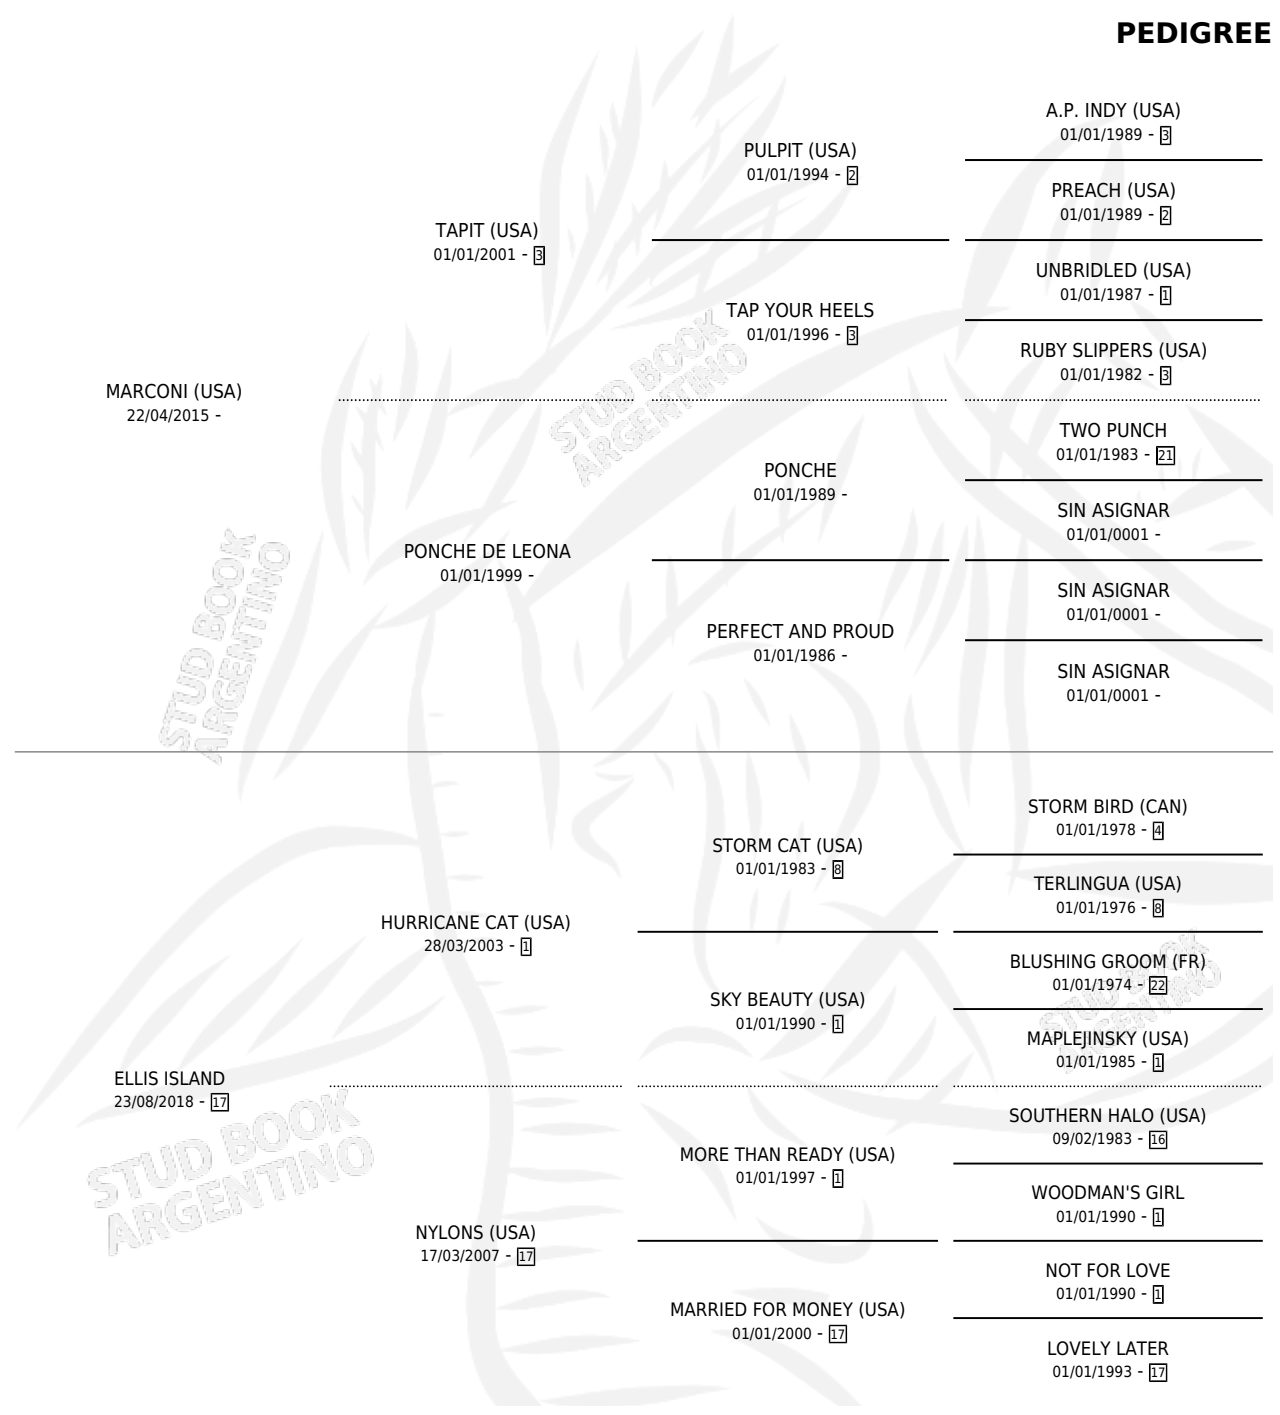 PEDIGREE
A.P. INDY (USA)
01/01/1989 - 3
PULPIT (USA)
01/01/1994 - 2
PREACH (USA)
01/01/1989 - 2
TAPIT (USA)
01/01/2001 - 3
UNBRIDLED (USA)
01/01/1987 - 1
TAP YOUR HEELS
01/01/1996 - 3
RUBY SLIPPERS (USA)
01/01/1982 - 3
MARCONI (USA)
22/04/2015 -
TWO PUNCH
01/01/1983 - 21
PONCHE
01/01/1989 -
SIN ASIGNAR
01/01/0001 -
PONCHE DE LEONA
01/01/1999 -
SIN ASIGNAR
01/01/0001 -
PERFECT AND PROUD
01/01/1986 -
SIN ASIGNAR
01/01/0001 -
STORM BIRD (CAN)
01/01/1978 - 4
STORM CAT (USA)
01/01/1983 - 8
TERLINGUA (USA)
01/01/1976 - 8
HURRICANE CAT (USA)
28/03/2003 - 1
BLUSHING GROOM (FR)
01/01/1974 - 22
SKY BEAUTY (USA)
01/01/1990 - 1
MAPLEJINSKY (USA)
01/01/1985 - 1
ELLIS ISLAND
23/08/2018 - 17
SOUTHERN HALO (USA)
09/02/1983 - 16
MORE THAN READY (USA)
01/01/1997 - 1
WOODMAN'S GIRL
01/01/1990 - 1
NYLONS (USA)
17/03/2007 - 17
NOT FOR LOVE
01/01/1990 - 1
MARRIED FOR MONEY (USA)
01/01/2000 - 17
LOVELY LATER
01/01/1993 - 17
STUD BOOK
ARGENTINO
STUD BOOK
ARGENTINO
STUD BOOK
ARGENTINO
STUD BOOK
ARGENTINO